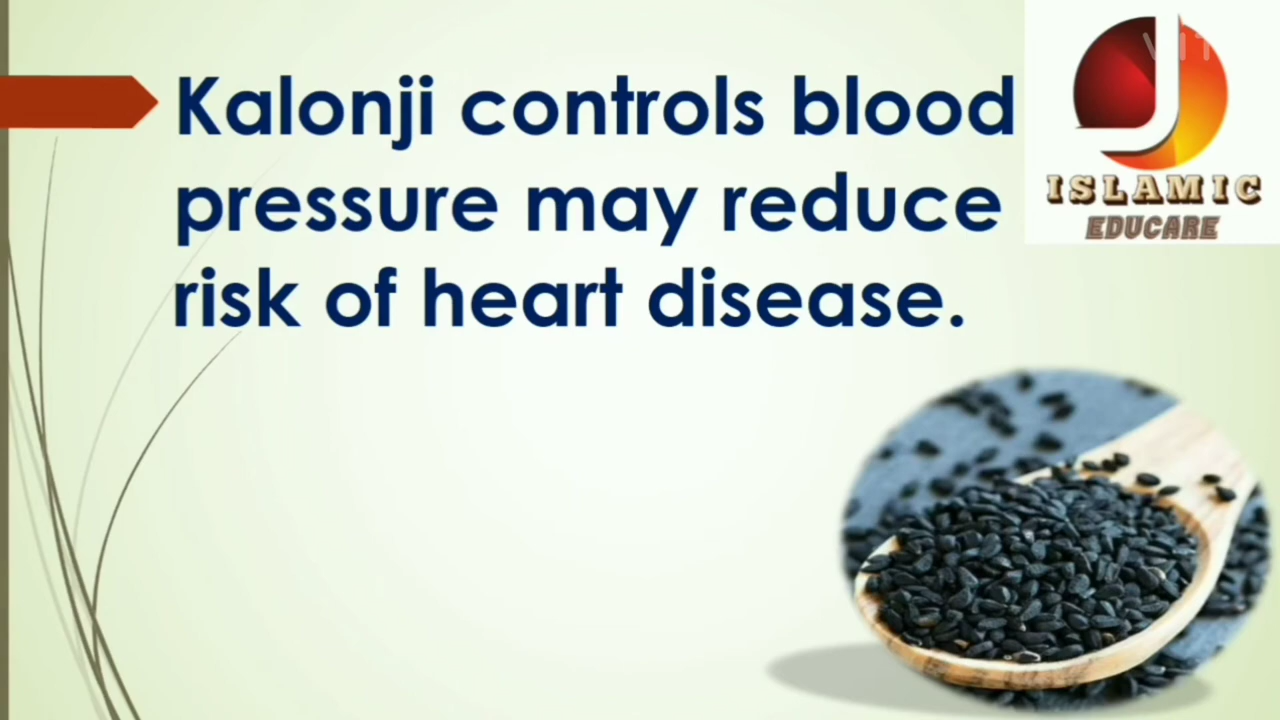 Kalonji controls blood
pressure may reduce
risk of heart disease.
ISLAMIC
EDUCARE